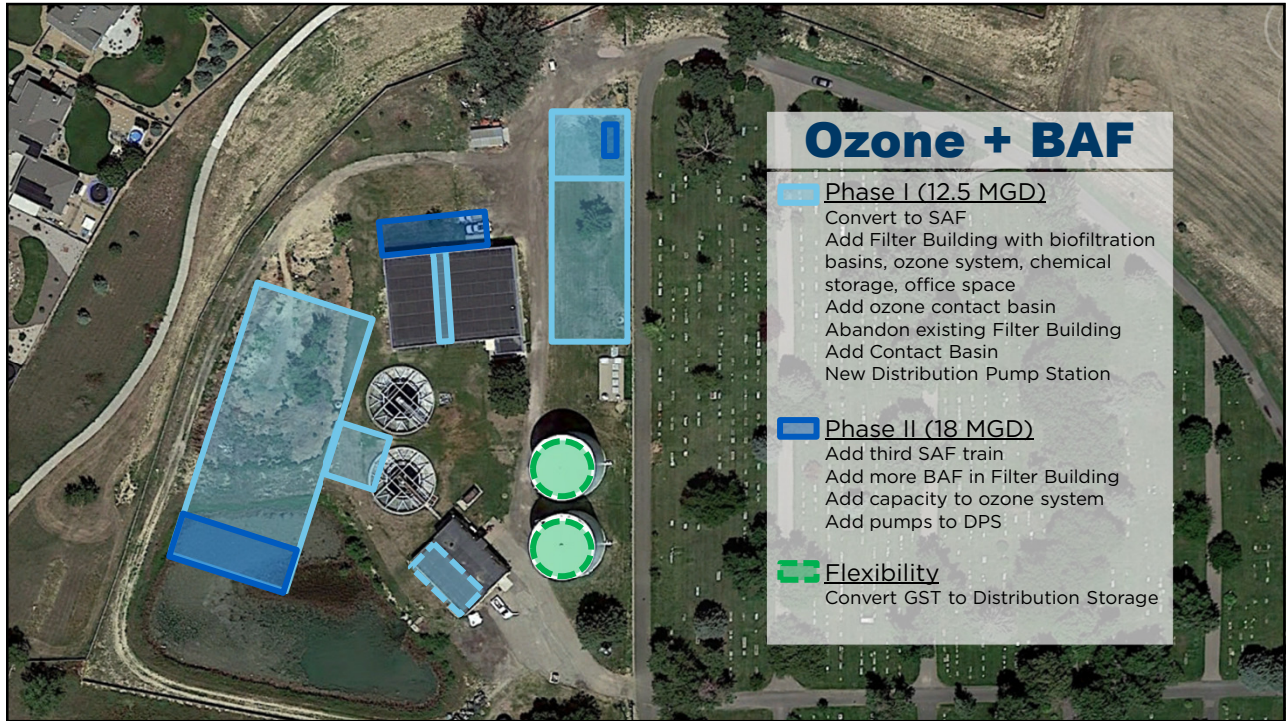 Ozone + BAF
Phase I (12.5 MGD)
Convert to SAF
Add Filter Building with biofiltration
basins, ozone system, chemical
storage, office space
Add ozone contact basin
Abandon existing Filter Building
Add Contact Basin
New Distribution Pump Station
Phase II (18 MGD)
Add third SAF train
Add more BAF in Filter Building
Add capacity to ozone system
Add pumps to DPS
Flexibility
Convert GST to Distribution Storage